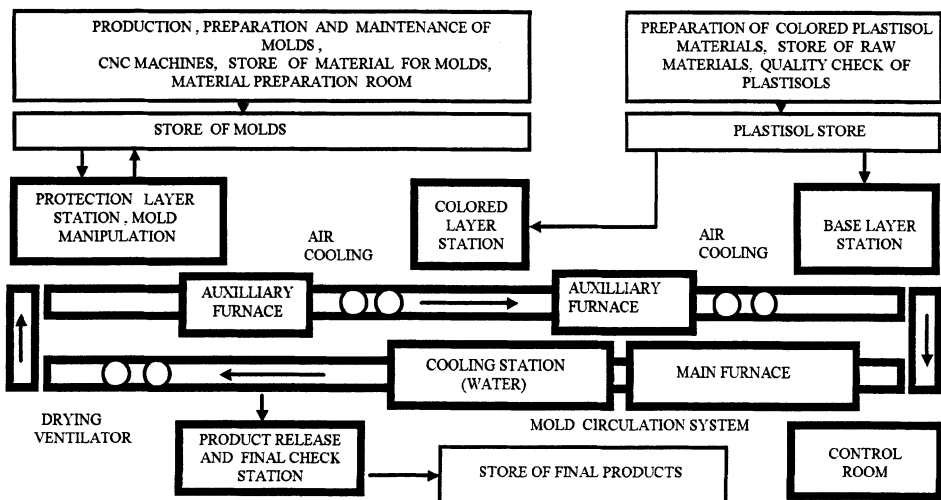 PRODUCTION , PREPARATION AND MAINTENANCE OF
MOLDS ,
CNC MACHINES, STORE OF MATERIAL FOR MOLDS,
MATERIAL PREPARATION ROOM
PREPARATION OF COLORED PLASTISOL
MATERIALS, STORE OF RAW
MATERIALS, QUALITY CHECK OF
PLASTISOLS
STORE OF MOLDS
PLASTISOL STORE
PROTECTION LAYER
STATION , MOLD
MANIPULATION
COLORED
LAYER
STATION
BASE LAYER
STATION
AIR
COOLING
AIR
COOLING
AUXILLIARY
FURNACE
AUXILLIARY
FURNACE
COOLING STATION
(WATER)
MAIN FURNACE
DRYING
VENTILATOR
MOLD CIRCULATION SYSTEM
PRODUCT RELEASE
AND FINAL CHECK
STATION
STORE OF FINAL PRODUCTS
CONTROL
ROOM